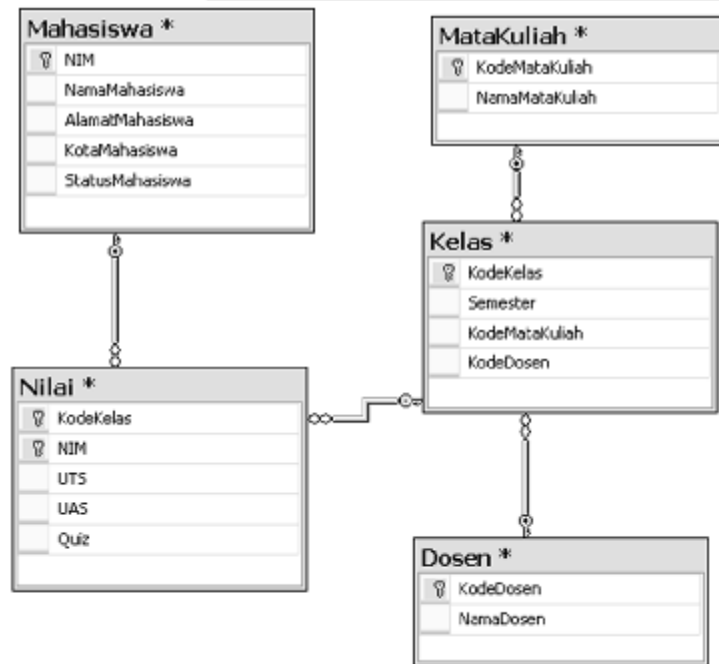 Mahasiswa *
NIM
NamaMahasiswa
AlamatMahasiswa
KotaMahasiswa
StatusMahasiswa
MataKuliah *
KodeMataKuliah
NamaMataKuliah
Kelas *
KodeKelas
Semester
KodeMataKuliah
KodeDosen
Nilai *
KodeKelas
NIM
UTS
UAS
Quiz
Dosen *
KodeDosen
NamaDosen